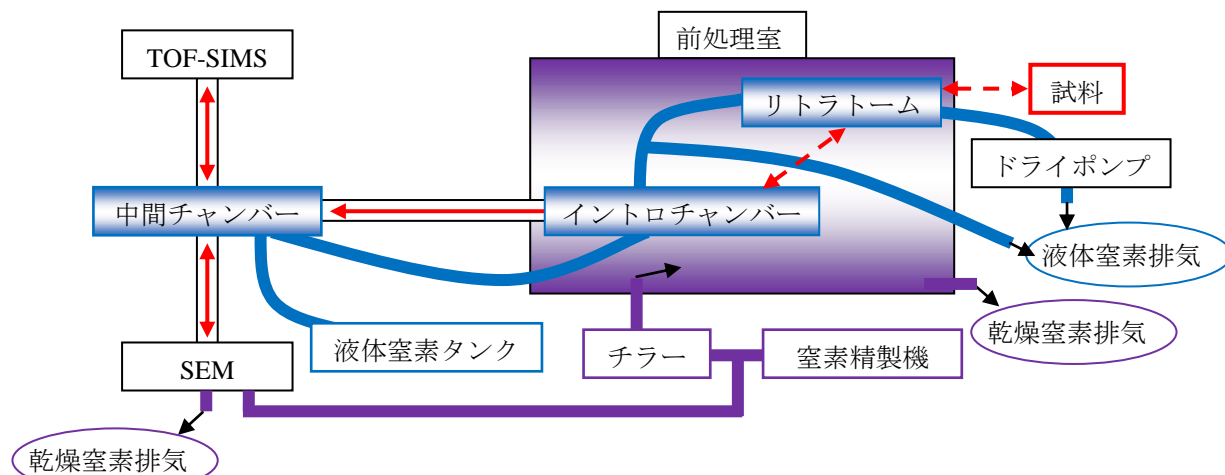 前処理室
TOF-SIMS
リトラトーム
試料
ドライポンプ
中間チャンバー
イントロチャンバー
液体窒素排気
液体窒素タンク
チラー
窒素精製機
乾燥窒素排気
SEM
乾燥窒素排気